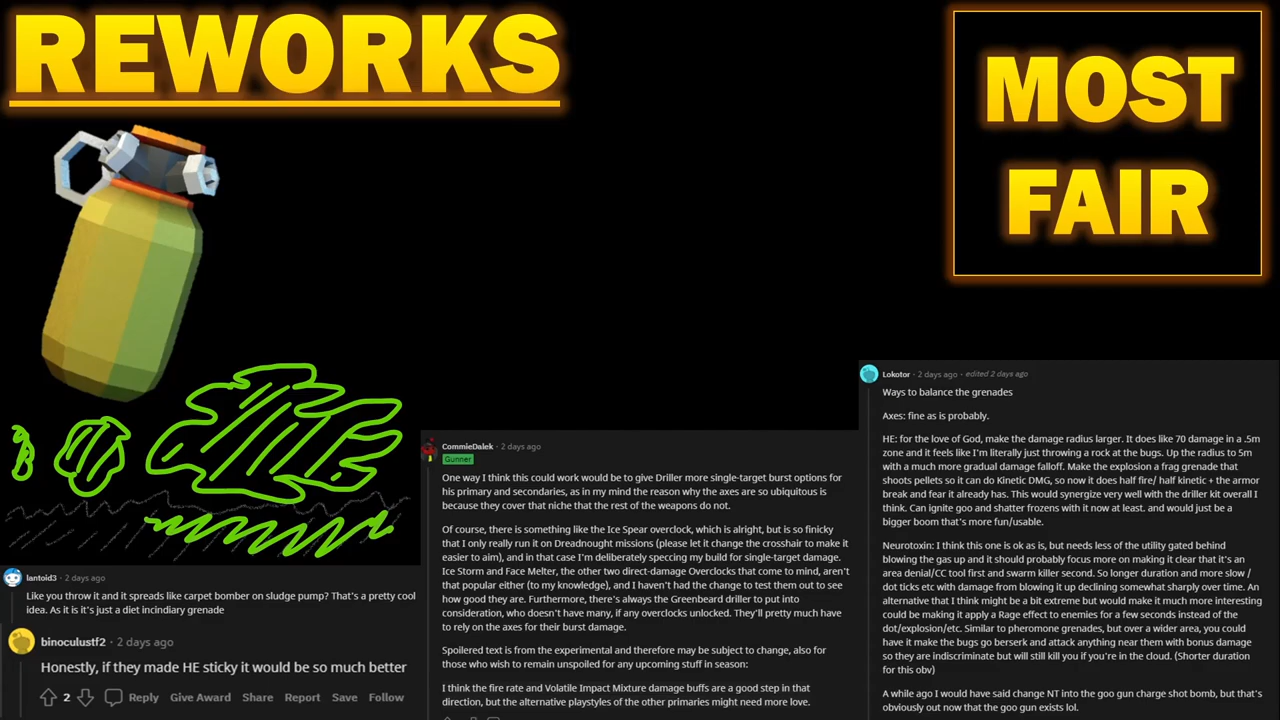 REWORKS
MOST
FAIR
lantoid3 · 2 days ago
Like you throw it and it spreads like carpet bomber on sludge pump? That's a pretty cool
idea. As it is it's just a diet incindiary grenade
binoculustf2 · 2 days ago
Honestly, if they made HE sticky it would be so much better
2 Reply Give Award Share Report Save Follow
CommieDalek · 2 days ago
Gunner
One way I think this could work would be to give Driller more single-target burst options for
his primary and secondaries, as in my mind the reason why the axes are so ubiquitous is
because they cover that niche that the rest of the weapons do not.
Of course, there is something like the Ice Spear overclock, which is alright, but is so finicky
that I only really run it on Dreadnought missions (please let it change the crosshair to make it
easier to aim), and in that case I'm deliberately speccing my build for single-target damage.
Ice Storm and Face Melter, the other two direct-damage Overclocks that come to mind, aren't
that popular either (to my knowledge), and I haven't had the change to test them out to see
how good they are. Furthermore, there's always the Greenbeard driller to put into
consideration, who doesn't have many, if any overclocks unlocked. They'll pretty much have
to rely on the axes for their burst damage.
Spoilered text is from the experimental and therefore may be subject to change, also for
those who wish to remain unspoiled for any upcoming stuff in season:
I think the fire rate and Volatile Impact Mixture damage buffs are a good step in that
direction, but the alternative playstyles of the other primaries might need more love.
Lokotor · 2 days ago · edited 2 days ago
Ways to balance the grenades
Axes: fine as is probably.
HE: for the love of God, make the damage radius larger. It does like 70 damage in a .5m
zone and it feels like I'm literally just throwing a rock at the bugs. Up the radius to 5m
with a much more gradual damage falloff. Make the explosion a frag grenade that
shoots pellets so it can do Kinetic DMG, so now it does half fire/ half kinetic + the armor
break and fear it already has. This would synergize very well with the driller kit overall I
think. Can ignite goo and shatter frozens with it now at least. and would just be a
bigger boom that's more fun/usable.
Neurotoxin: I think this one is ok as is, but needs less of the utility gated behind
blowing the gas up and it should probably focus more on making it clear that it's an
area denial/CC tool first and swarm killer second. So longer duration and more slow /
dot ticks etc with damage from blowing it up declining somewhat sharply over time. An
alternative that I think might be a bit extreme but would make it much more interesting
could be making it apply a Rage effect to enemies for a few seconds instead of the
dot/explosion/etc. Similar to pheromone grenades, but over a wider area, you could
have it make the bugs go berserk and attack anything near them with bonus damage
so they are indiscriminate but will still kill you if you're in the cloud. (Shorter duration
for this obv)
A while ago I would have said change NT into the goo gun charge shot bomb, but that's
obviously out now that the goo gun exists lol.